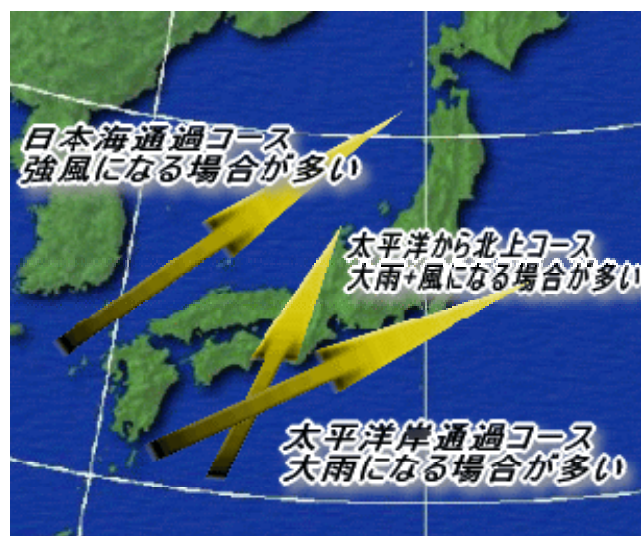 日本海通過コース
強風になる場合が多い
太平洋から北上コース
大雨+風になる場合が多い
太平洋岸通過コース
大雨になる場合が多い